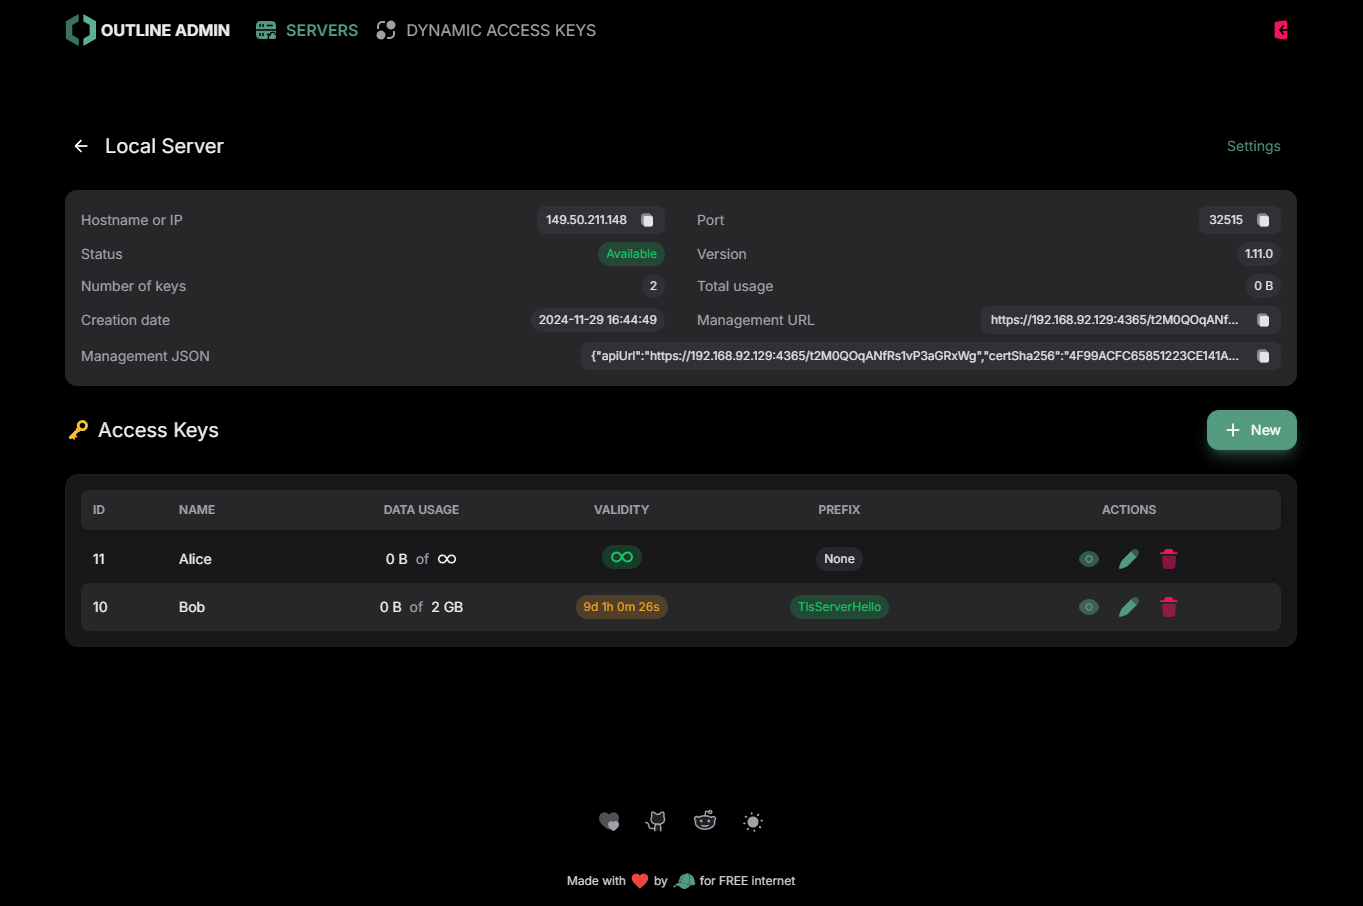 OUTLINE ADMIN SERVERS DYNAMIC ACCESS KEYS
Local Server Settings
Hostname or IP 149.50.211.148 Port 32515
Status Available Version 1.11.0
Number of keys 2 Total usage 0 B
Creation date 2024-11-29 16:44:49 Management URL https://192.168.92.129:4365/t2M0QOqANf...
Management JSON {"apiUrl":"https://192.168.92.129:4365/t2M0QOqANfRs1vP3aGRxWg","certSha256":"4F99ACFC65851223CE141A...
Access Keys + New
ID NAME DATA USAGE VALIDITY PREFIX ACTIONS
11 Alice 0 B of ∞ ∞ None
10 Bob 0 B of 2 GB 9d 1h 0m 26s TlsServerHello
Made with ❤️ by 🧢 for FREE internet